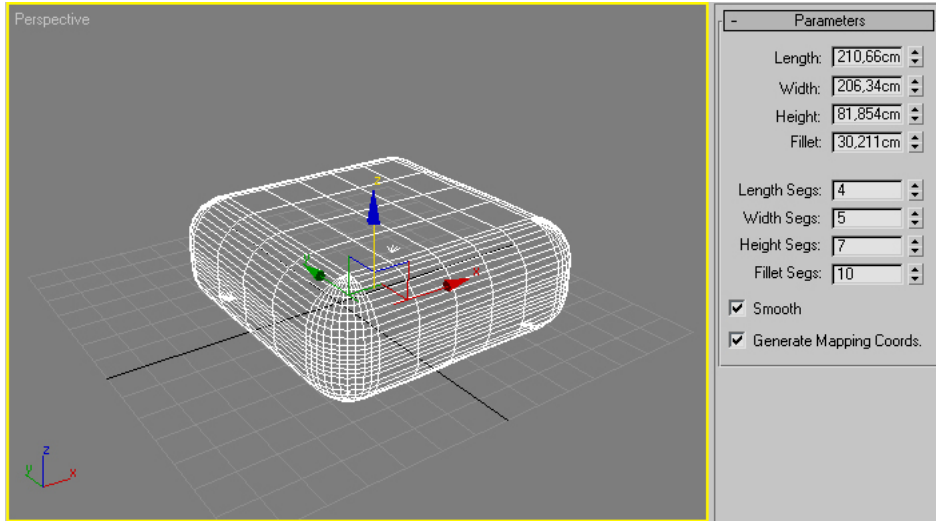 Perspective
z
y
x
z
y
x
- Parameters
Length: 210,66cm
Width: 206,34cm
Height: 81,854cm
Fillet: 30,211cm
Length Segs: 4
Width Segs: 5
Height Segs: 7
Fillet Segs: 10
Smooth
Generate Mapping Coords.